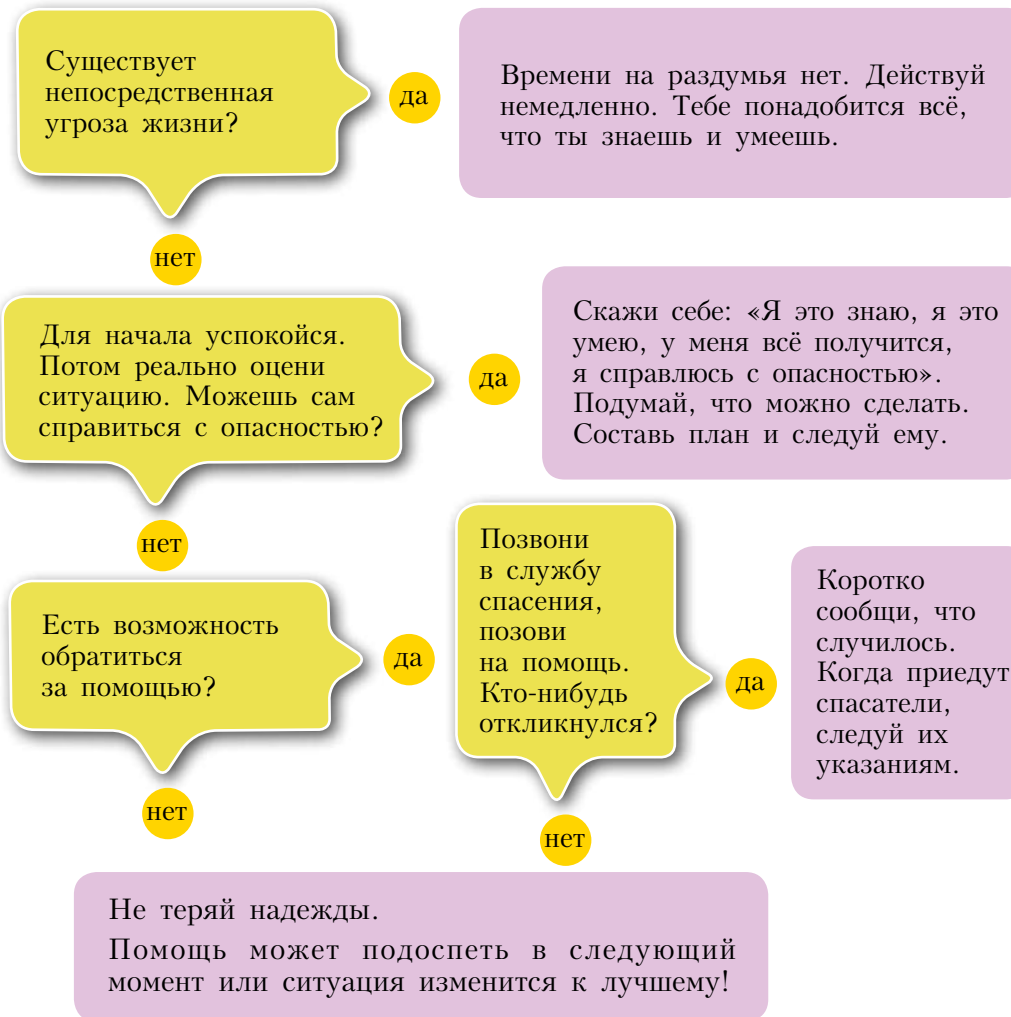 Существует
непосредственная
угроза жизни?
да
Времени на раздумья нет. Действуй
немедленно. Тебе понадобится всё,
что ты знаешь и умеешь.
нет
Для начала успокойся.
Потом реально оцени
ситуацию. Можешь сам
справиться с опасностью?
да
Скажи себе: «Я это знаю, я это
умею, у меня всё получится,
я справлюсь с опасностью».
Подумай, что можно сделать.
Составь план и следуй ему.
нет
Есть возможность
обратиться
за помощью?
да
Позвони
в службу
спасения,
позови
на помощь.
Кто-нибудь
откликнулся?
да
Коротко
сообщи, что
случилось.
Когда приедут
спасатели,
следуй их
указаниям.
нет
нет
Не теряй надежды.
Помощь может подоспеть в следующий
момент или ситуация изменится к лучшему!